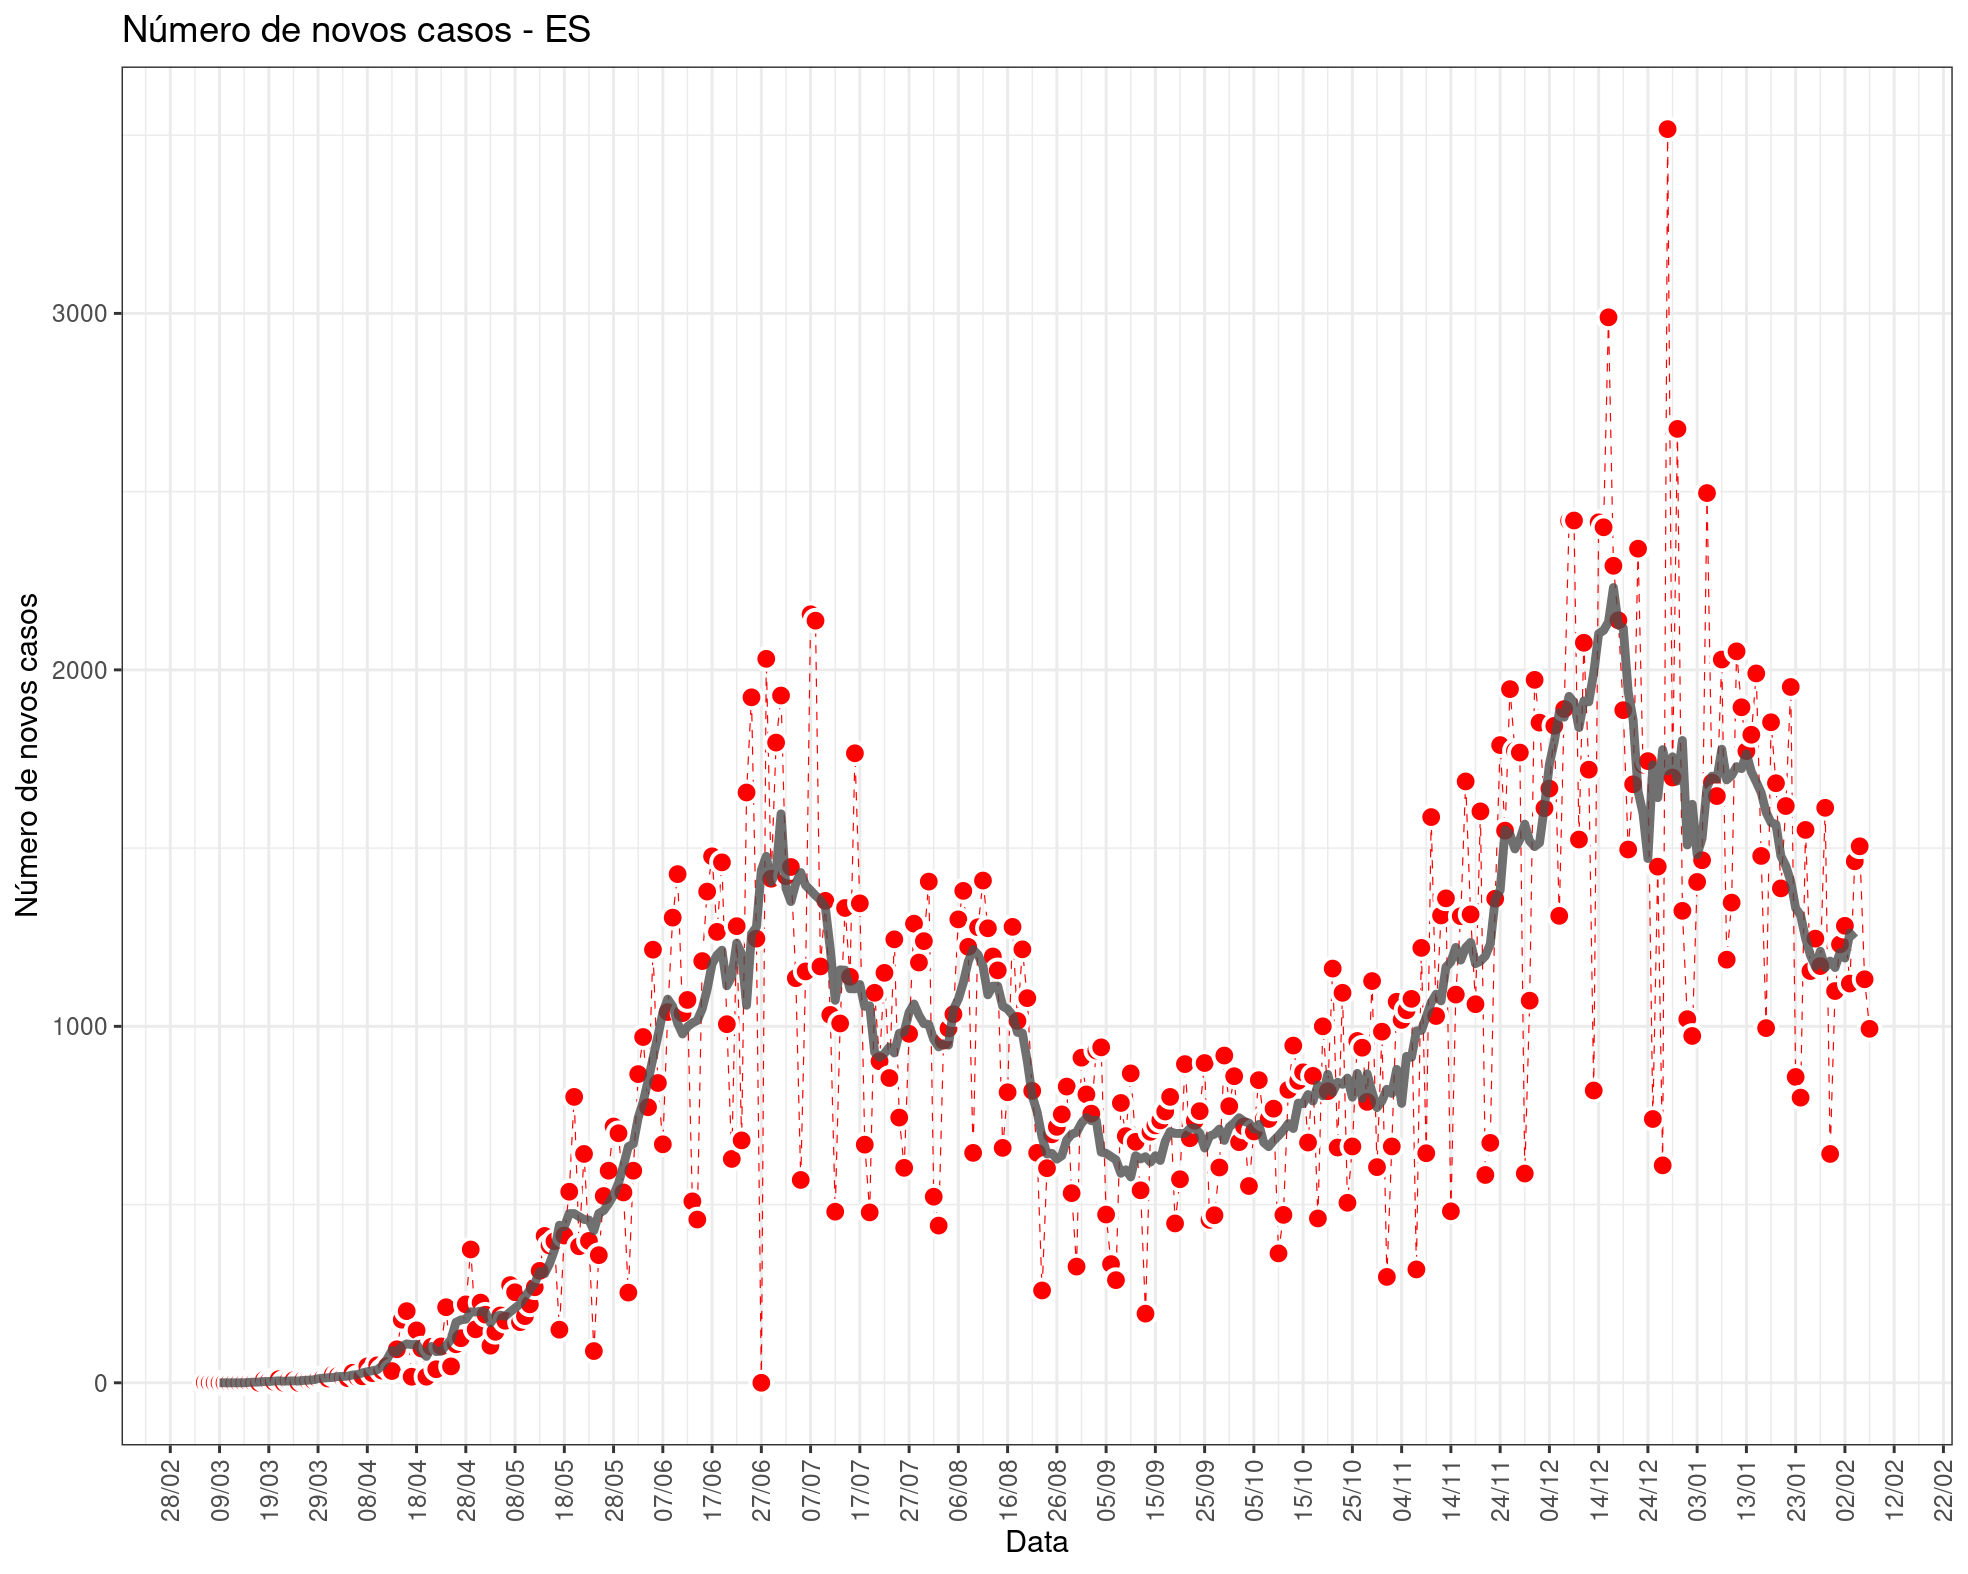 Número de novos casos - ES
Número de novos casos
3000
2000
1000
0
28/02 09/03 19/03 29/03 08/04 18/04 28/04 08/05 18/05 28/05 07/06 17/06 27/06 07/07 17/07 27/07 06/08 16/08 26/08 05/09 15/09 25/09 05/10 15/10 25/10 04/11 14/11 24/11 04/12 14/12 24/12 03/01 13/01 23/01 02/02 12/02 22/02
Data